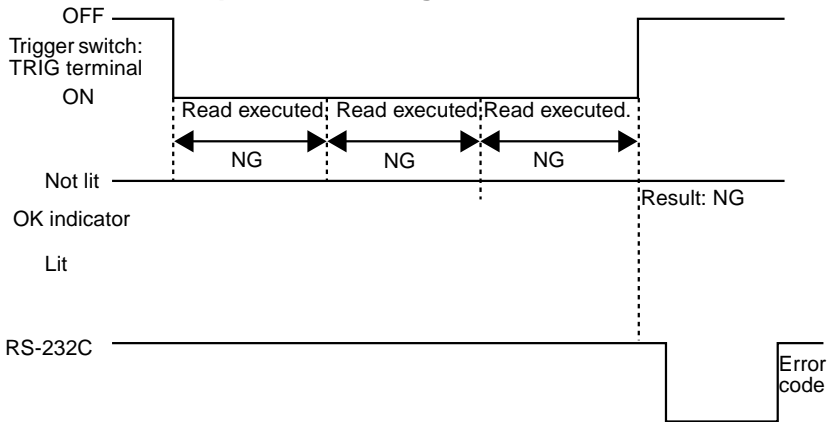 OFF
Trigger switch:
TRIG terminal
ON
Read executed. Read executed. Read executed.
NG NG NG
Not lit
Result: NG
OK indicator
Lit
RS-232C
Error
code